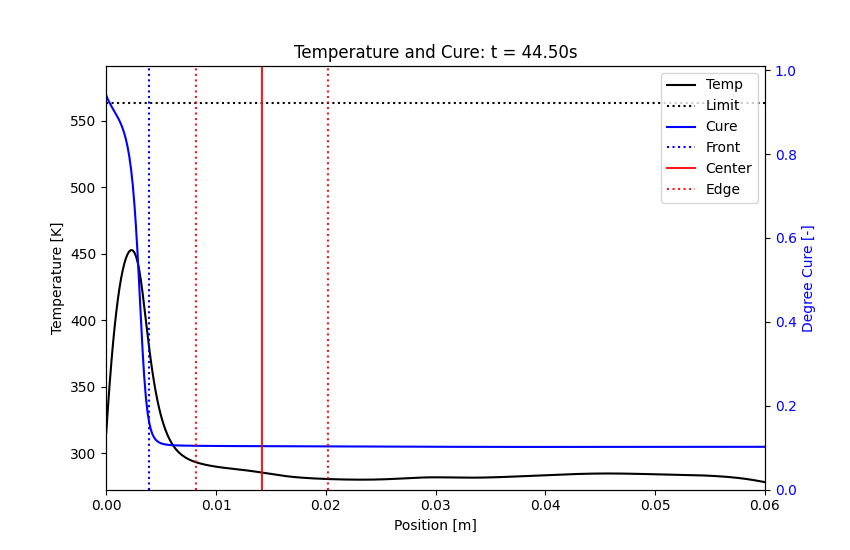 Temperature and Cure: t = 44.50s
Temp
Limit
Cure
Front
Center
Edge
Temperature [K]
550
500
450
400
350
300
Degree Cure [-]
1.0
0.8
0.6
0.4
0.2
0.0
0.00 0.01 0.02 0.03 0.04 0.05 0.06
Position [m]